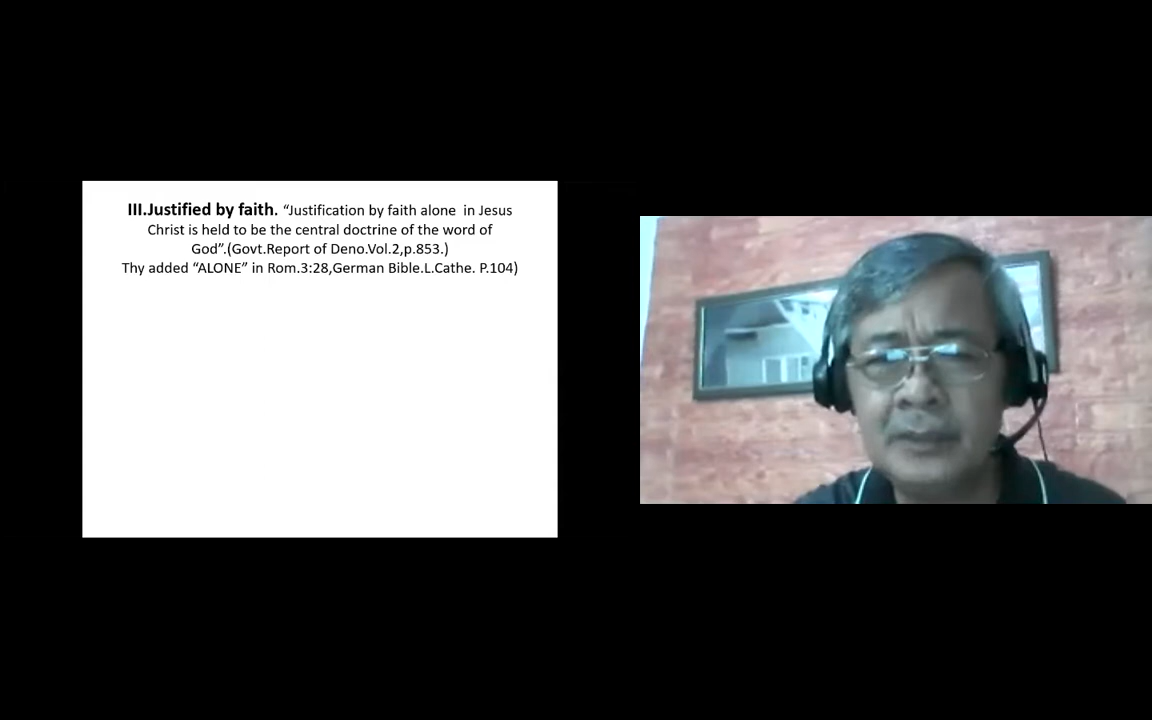 III.Justified by faith. “Justification by faith alone in Jesus
Christ is held to be the central doctrine of the word of
God”.(Govt.Report of Deno.Vol.2,p.853.)
Thy added “ALONE” in Rom.3:28,German Bible.L.Cathe. P.104)